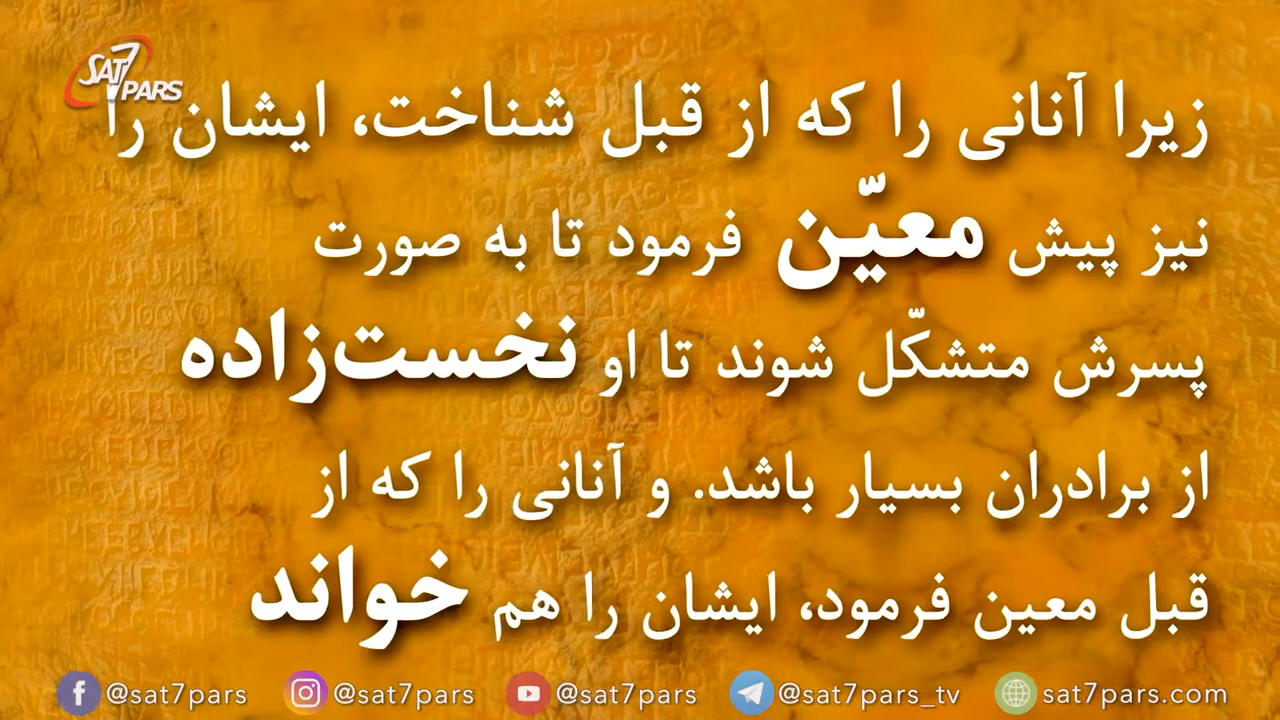 SAT7 PARS
زیرا آنانی را که از قبل شناخت، ایشان را
نیز پیش معیّن فرمود تا به صورت
پسرش متشکّل شوند تا او نخست‌زاده
از برادران بسیار باشد. و آنانی را که از
قبل معین فرمود، ایشان را هم خواند
@sat7pars @sat7pars @sat7pars @sat7pars_tv sat7pars.com